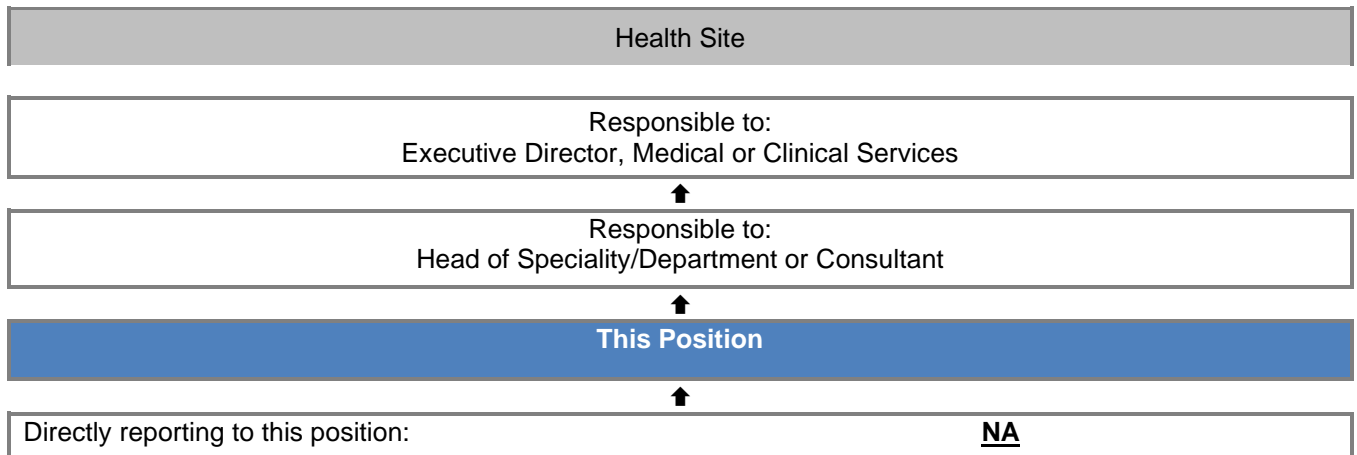 Health Site
Responsible to:
Executive Director, Medical or Clinical Services
Responsible to:
Head of Speciality/Department or Consultant
This Position
Directly reporting to this position: NA